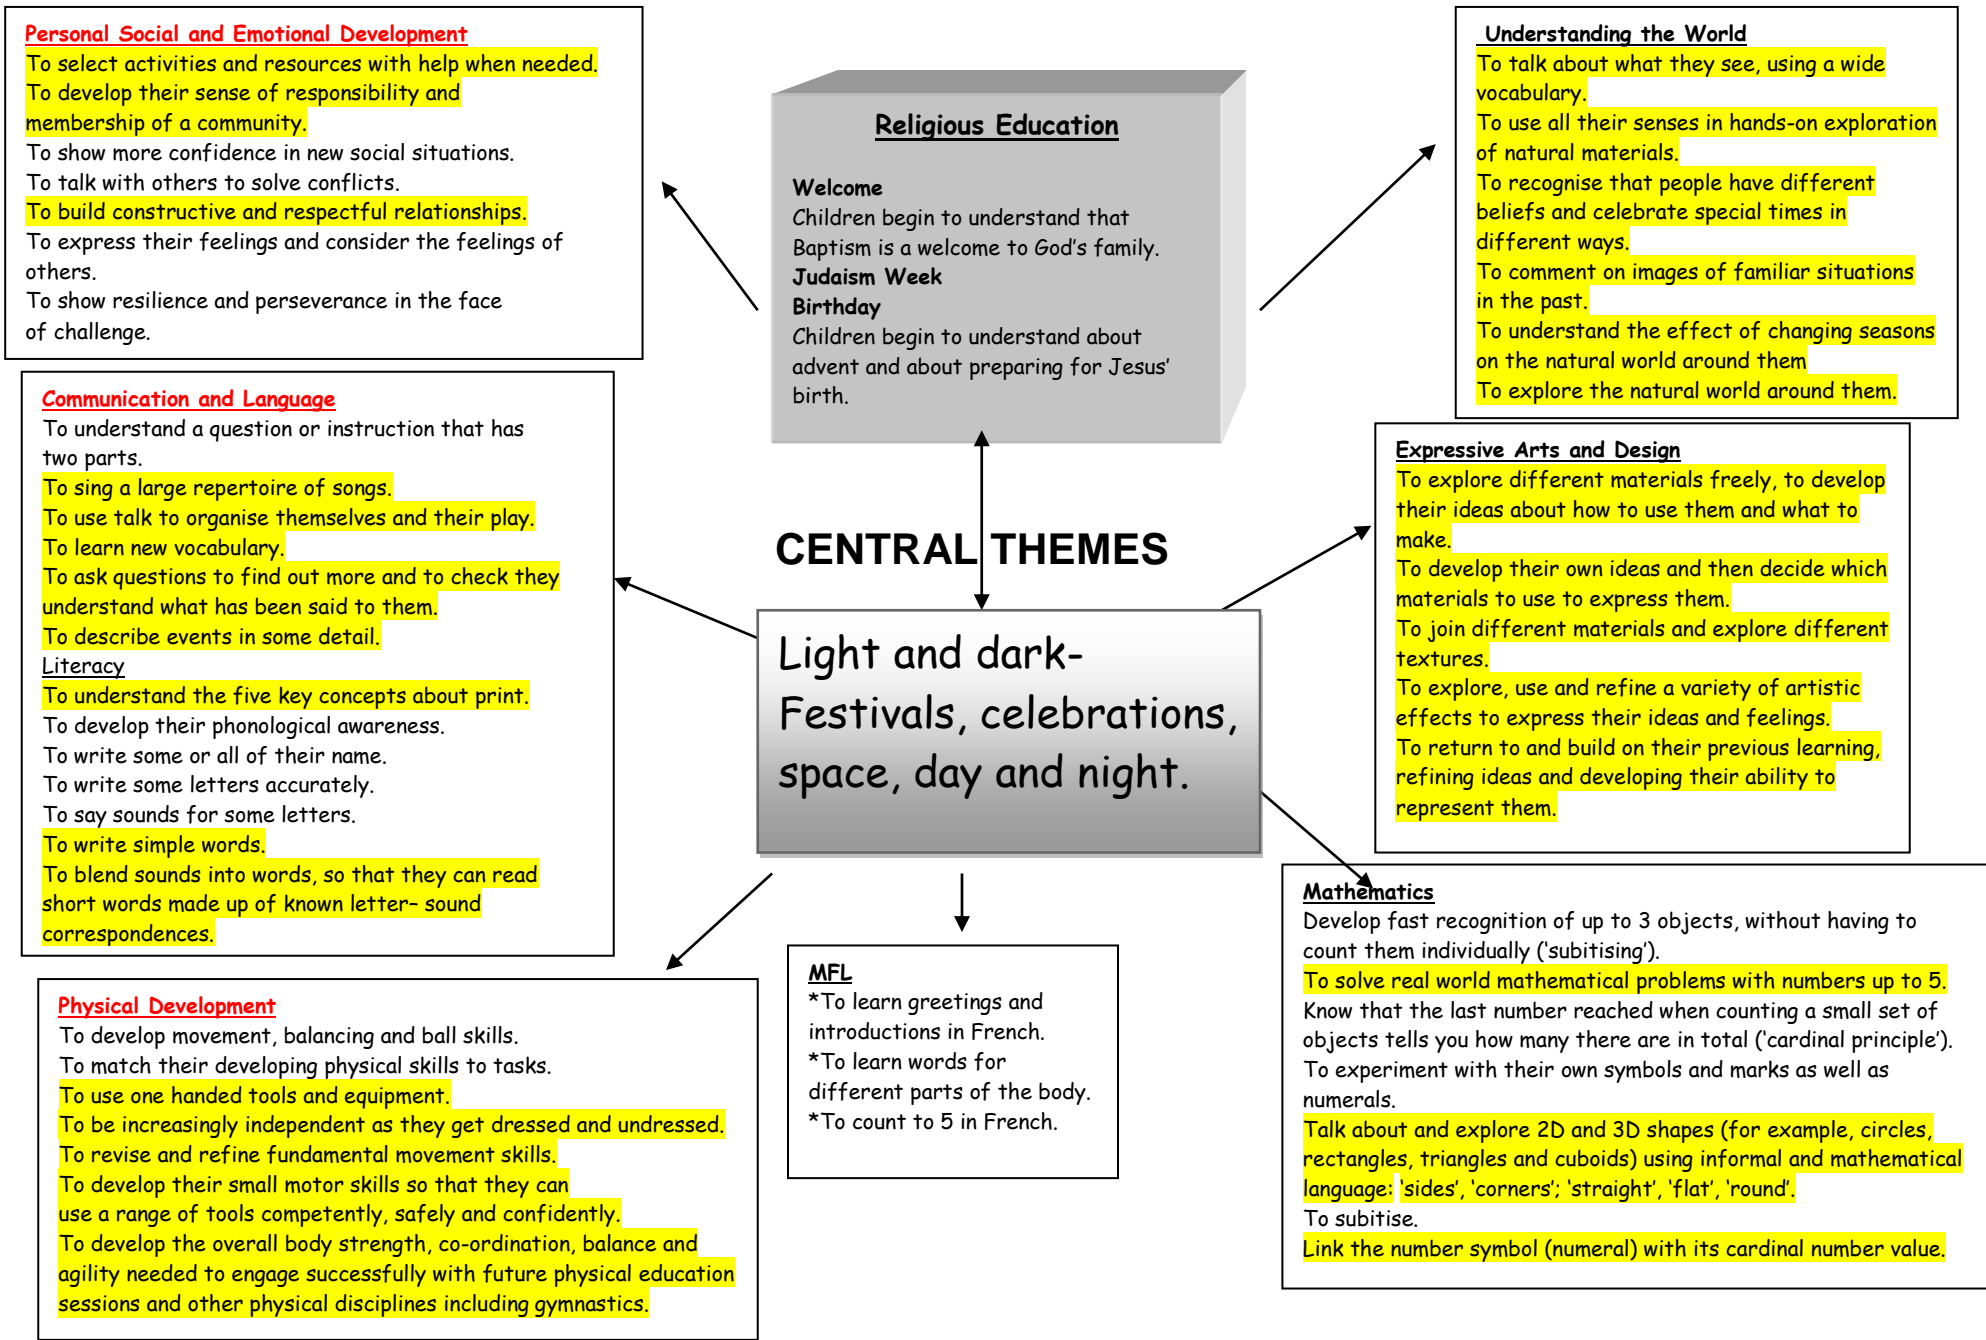 Personal Social and Emotional Development
To select activities and resources with help when needed.
To develop their sense of responsibility and
membership of a community.
To show more confidence in new social situations.
To talk with others to solve conflicts.
To build constructive and respectful relationships.
To express their feelings and consider the feelings of
others.
To show resilience and perseverance in the face
of challenge.
Religious Education
Welcome
Children begin to understand that
Baptism is a welcome to God's family.
Judaism Week
Birthday
Children begin to understand about
advent and about preparing for Jesus'
birth.
Understanding the World
To talk about what they see, using a wide
vocabulary.
To use all their senses in hands-on exploration
of natural materials.
To recognise that people have different
beliefs and celebrate special times in
different ways.
To comment on images of familiar situations
in the past.
To understand the effect of changing seasons
on the natural world around them
To explore the natural world around them.
Communication and Language
To understand a question or instruction that has
two parts.
To sing a large repertoire of songs.
To use talk to organise themselves and their play.
To learn new vocabulary.
To ask questions to find out more and to check they
understand what has been said to them.
To describe events in some detail.
Literacy
To understand the five key concepts about print.
To develop their phonological awareness.
To write some or all of their name.
To write some letters accurately.
To say sounds for some letters.
To write simple words.
To blend sounds into words, so that they can read
short words made up of known letter– sound
correspondences.
CENTRAL THEMES
Light and dark-
Festivals, celebrations,
space, day and night.
Expressive Arts and Design
To explore different materials freely, to develop
their ideas about how to use them and what to
make.
To develop their own ideas and then decide which
materials to use to express them.
To join different materials and explore different
textures.
To explore, use and refine a variety of artistic
effects to express their ideas and feelings.
To return to and build on their previous learning,
refining ideas and developing their ability to
represent them.
Physical Development
To develop movement, balancing and ball skills.
To match their developing physical skills to tasks.
To use one handed tools and equipment.
To be increasingly independent as they get dressed and undressed.
To revise and refine fundamental movement skills.
To develop their small motor skills so that they can
use a range of tools competently, safely and confidently.
To develop the overall body strength, co-ordination, balance and
agility needed to engage successfully with future physical education
sessions and other physical disciplines including gymnastics.
MFL
*To learn greetings and
introductions in French.
*To learn words for
different parts of the body.
*To count to 5 in French.
Mathematics
Develop fast recognition of up to 3 objects, without having to
count them individually ('subitising').
To solve real world mathematical problems with numbers up to 5.
Know that the last number reached when counting a small set of
objects tells you how many there are in total ('cardinal principle').
To experiment with their own symbols and marks as well as
numerals.
Talk about and explore 2D and 3D shapes (for example, circles,
rectangles, triangles and cuboids) using informal and mathematical
language: 'sides', 'corners'; 'straight', 'flat', 'round'.
To subitise.
Link the number symbol (numeral) with its cardinal number value.